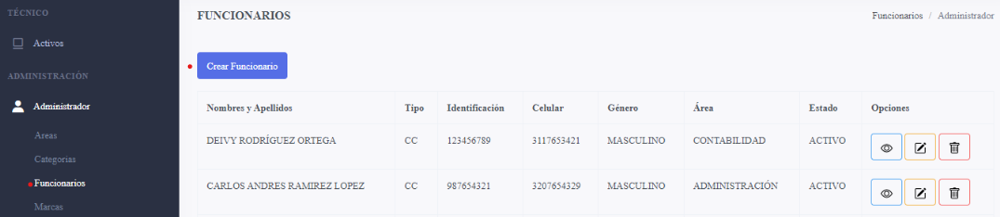 TÉCNICO
Activos
ADMINISTRACIÓN
Administrador
Areas
Categorias
Funcionarios
Marcas
FUNCIONARIOS
Funcionarios / Administrador
Crear Funcionario
Nombres y Apellidos Tipo Identificación Celular Género Área Estado Opciones
DEIVY RODRÍGUEZ ORTEGA CC 123456789 3117653421 MASCULINO CONTABILIDAD ACTIVO
CARLOS ANDRES RAMIREZ LOPEZ CC 987654321 3207654329 MASCULINO ADMINISTRACIÓN ACTIVO